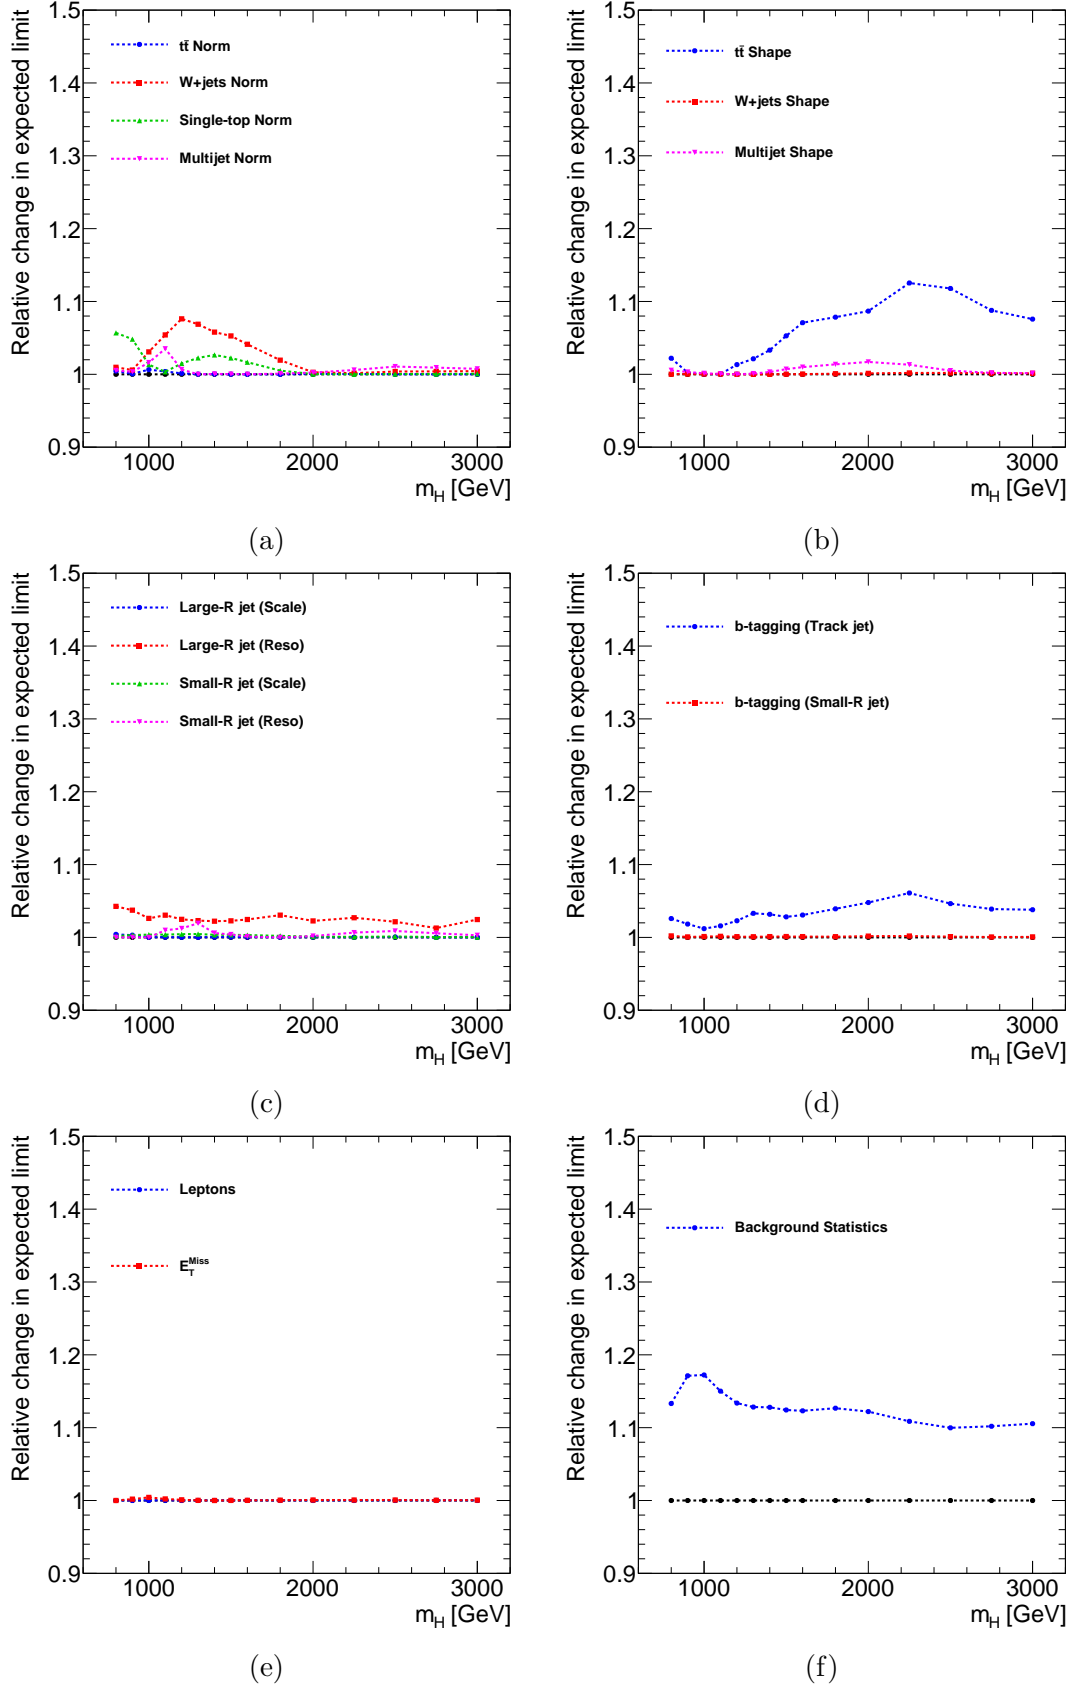 Relative change in expected limit
1.5
1.4
1.3
1.2
1.1
1
0.9
tt̄ Norm
W+jets Norm
Single-top Norm
Multijet Norm
1000
2000
3000
m_H [GeV]
(a)
Relative change in expected limit
1.5
1.4
1.3
1.2
1.1
1
0.9
tt̄ Shape
W+jets Shape
Multijet Shape
1000
2000
3000
m_H [GeV]
(b)
Relative change in expected limit
1.5
1.4
1.3
1.2
1.1
1
0.9
Large-R jet (Scale)
Large-R jet (Reso)
Small-R jet (Scale)
Small-R jet (Reso)
1000
2000
3000
m_H [GeV]
(c)
Relative change in expected limit
1.5
1.4
1.3
1.2
1.1
1
0.9
b-tagging (Track jet)
b-tagging (Small-R jet)
1000
2000
3000
m_H [GeV]
(d)
Relative change in expected limit
1.5
1.4
1.3
1.2
1.1
1
0.9
Leptons
E_T^Miss
1000
2000
3000
m_H [GeV]
(e)
Relative change in expected limit
1.5
1.4
1.3
1.2
1.1
1
0.9
Background Statistics
1000
2000
3000
m_H [GeV]
(f)